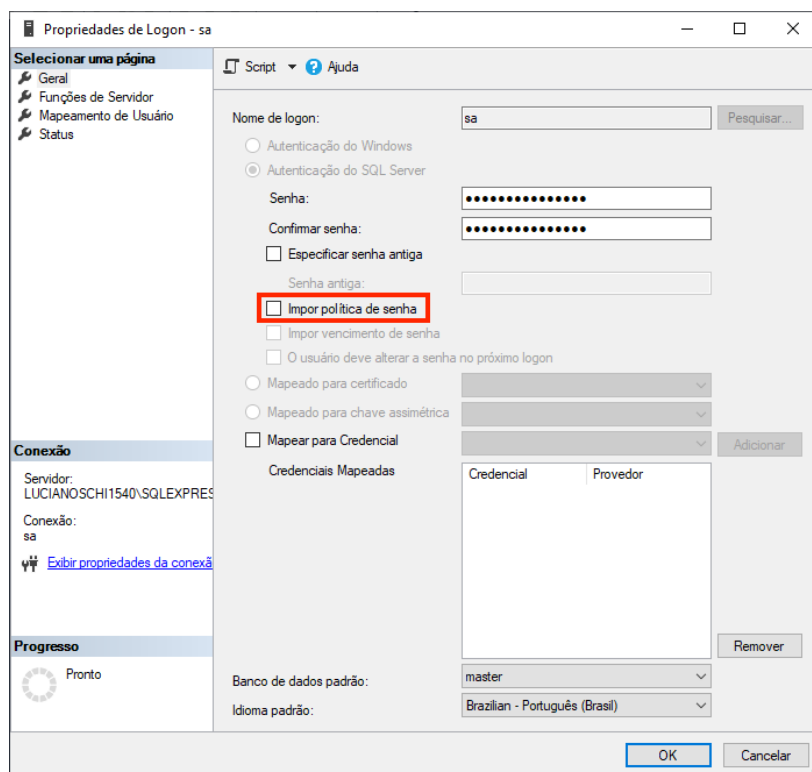 Propriedades de Logon - sa
Selecionar uma página
Geral
Funções de Servidor
Mapeamento de Usuário
Status
Script
Ajuda
Nome de logon:
sa
Pesquisar...
Autenticação do Windows
Autenticação do SQL Server
Senha:
•••••••••••••••
Confirmar senha:
•••••••••••••••
Especificar senha antiga
Senha antiga:
Impor política de senha
Impor vencimento de senha
O usuário deve alterar a senha no próximo logon
Mapeado para certificado
Mapeado para chave assimétrica
Mapear para Credencial
Adicionar
Credenciais Mapeadas
Credencial
Provedor
Remover
Banco de dados padrão:
master
Idioma padrão:
Brazilian - Português (Brasil)
Conexão
Servidor:
LUCIANOSCHI1540\SQLEXPRES
Conexão:
sa
Exibir propriedades da conexã
Progresso
Pronto
OK
Cancelar